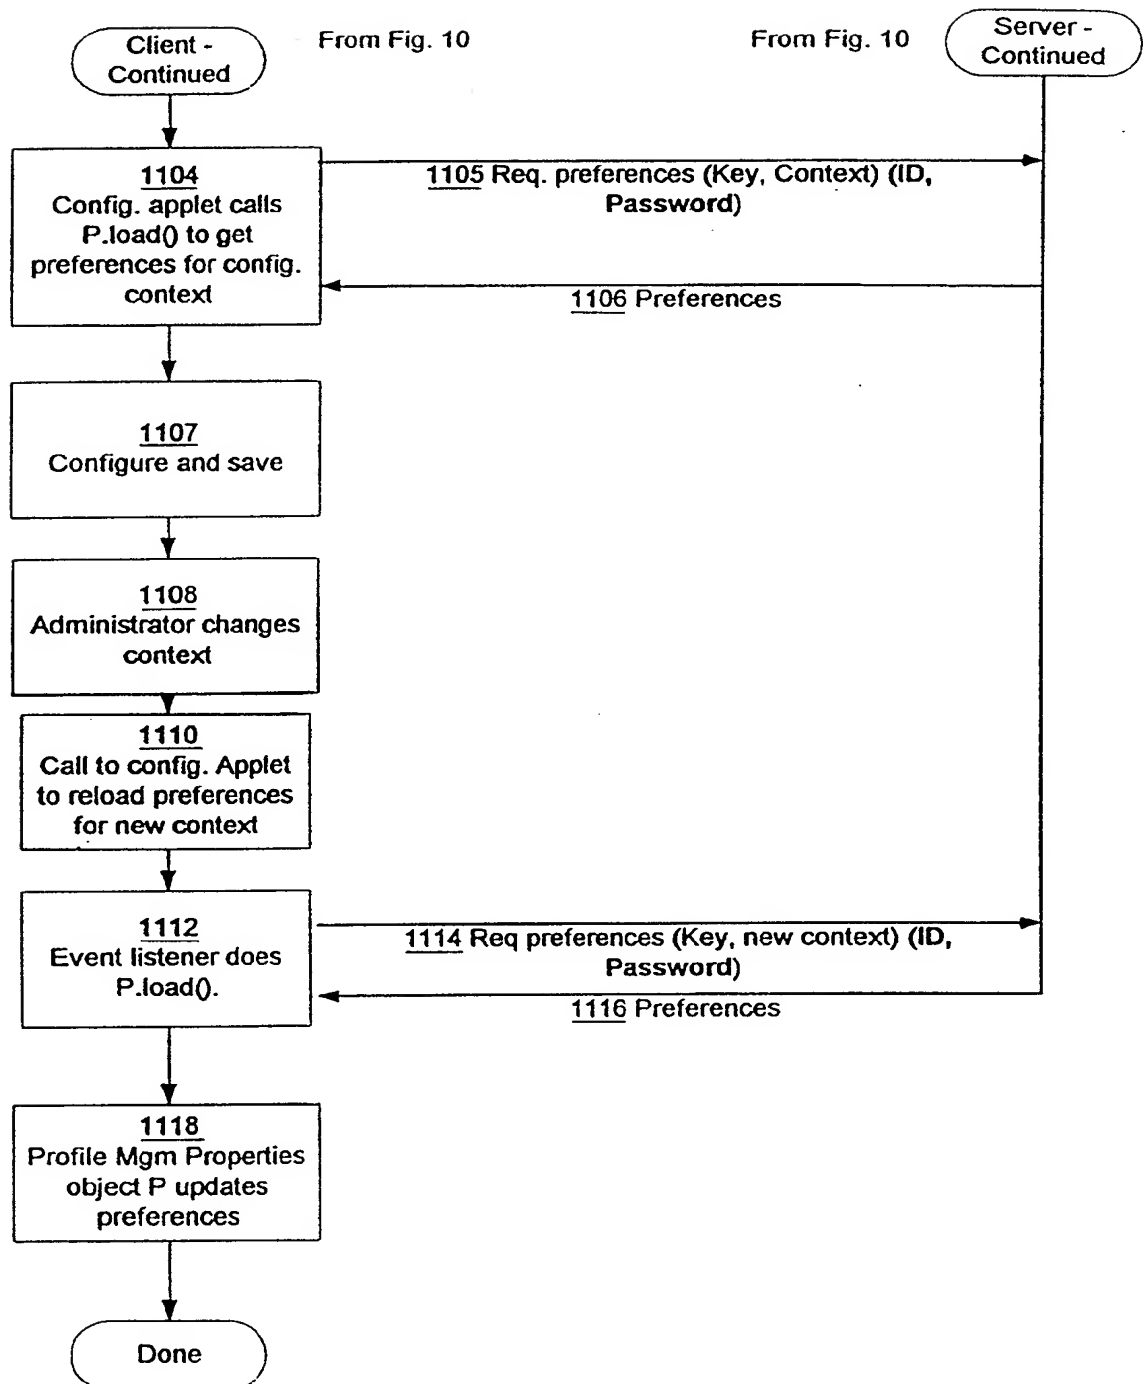 Client -
Continued
From Fig. 10
From Fig. 10
Server -
Continued
1104
Config. applet calls
P.load() to get
preferences for config.
context
1105 Req. preferences (Key, Context) (ID,
Password)
1106 Preferences
1107
Configure and save
1108
Administrator changes
context
1110
Call to config. Applet
to reload preferences
for new context
1112
Event listener does
P.load().
1114 Req preferences (Key, new context) (ID,
Password)
1116 Preferences
1118
Profile Mgm Properties
object P updates
preferences
Done